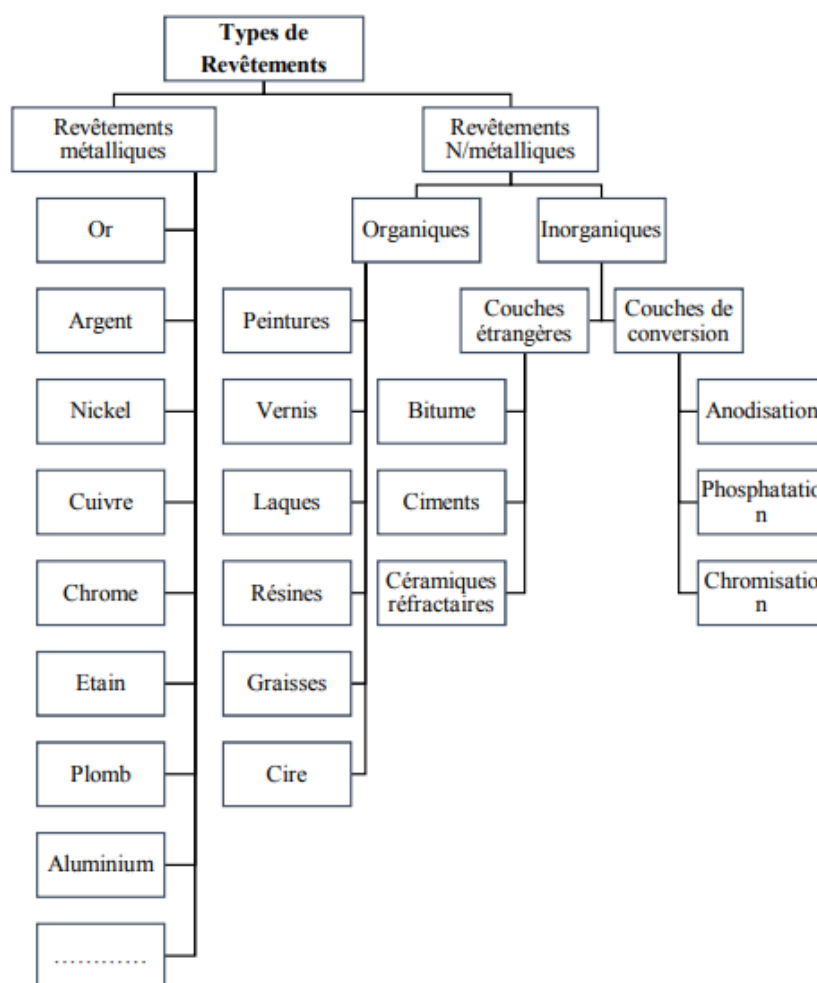 Types de
Revêtements
Revêtements
métalliques
Revêtements
N/métalliques
Or
Argent
Nickel
Cuivre
Chrome
Etain
Plomb
Aluminium
…………
Organiques
Peintures
Vernis
Laques
Résines
Graisses
Cire
Inorganiques
Couches
étrangères
Bitume
Ciments
Céramiques
réfractaires
Couches de
conversion
Anodisation
Phosphatatio
n
Chromisatio
n